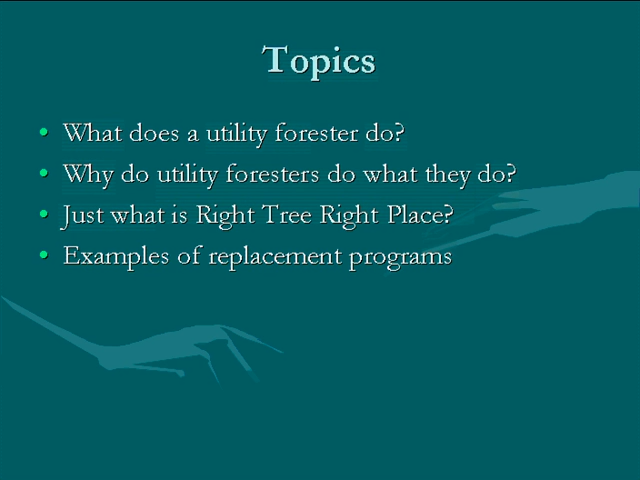 Topics
• What does a utility forester do?
• Why do utility foresters do what they do?
• Just what is Right Tree Right Place?
• Examples of replacement programs